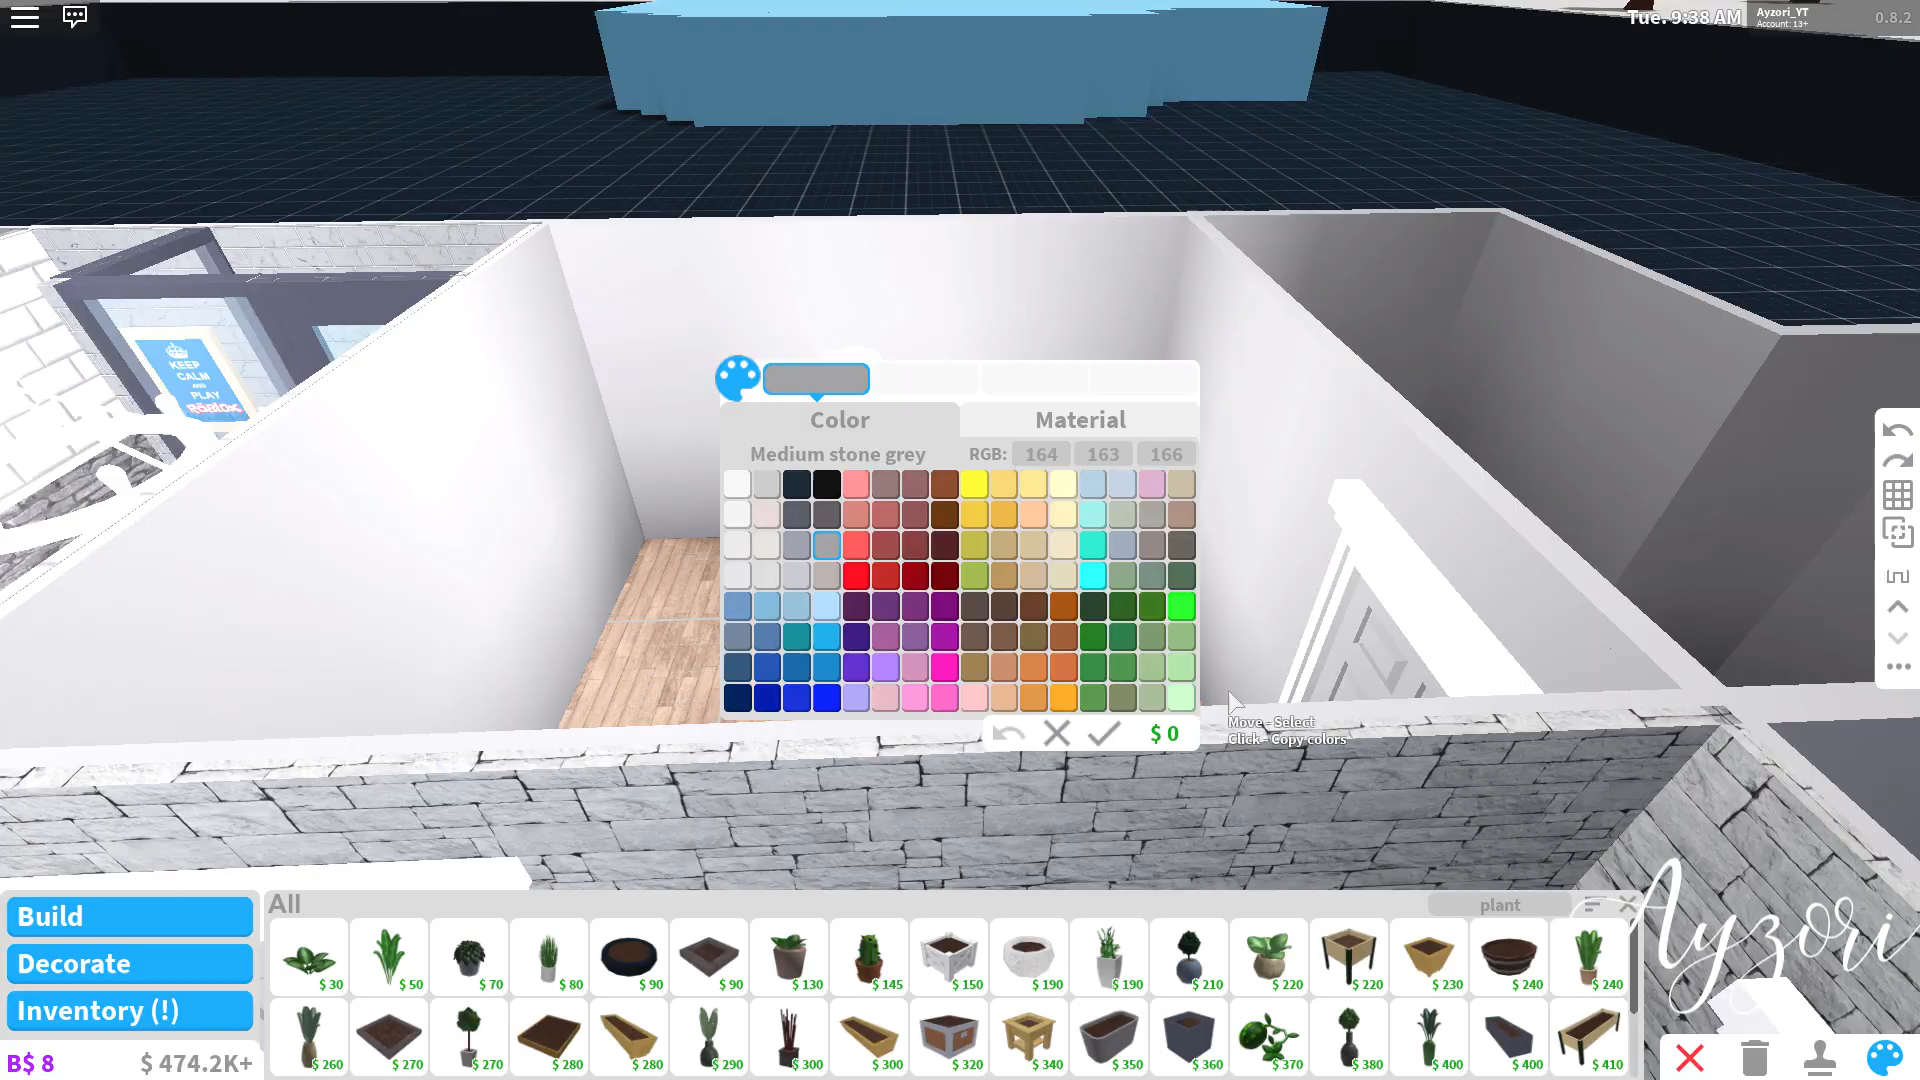 Tue. 9:38 AM
Ayzori_YT
Account: 13+
0.8.2
KEEP
CALM
AND
PLAY
ROBLOX
Color
Material
Medium stone grey
RGB: 164 163 166
$ 0
Move - Select
Click - Copy colors
Build
Decorate
Inventory (!)
B$ 8
$ 474.2K+
All
plant
$ 30
$ 50
$ 70
$ 80
$ 90
$ 90
$ 130
$ 145
$ 150
$ 190
$ 190
$ 210
$ 220
$ 220
$ 230
$ 240
$ 240
$ 260
$ 270
$ 270
$ 280
$ 280
$ 290
$ 300
$ 300
$ 320
$ 340
$ 350
$ 360
$ 370
$ 380
$ 400
$ 400
$ 410
Ayzori